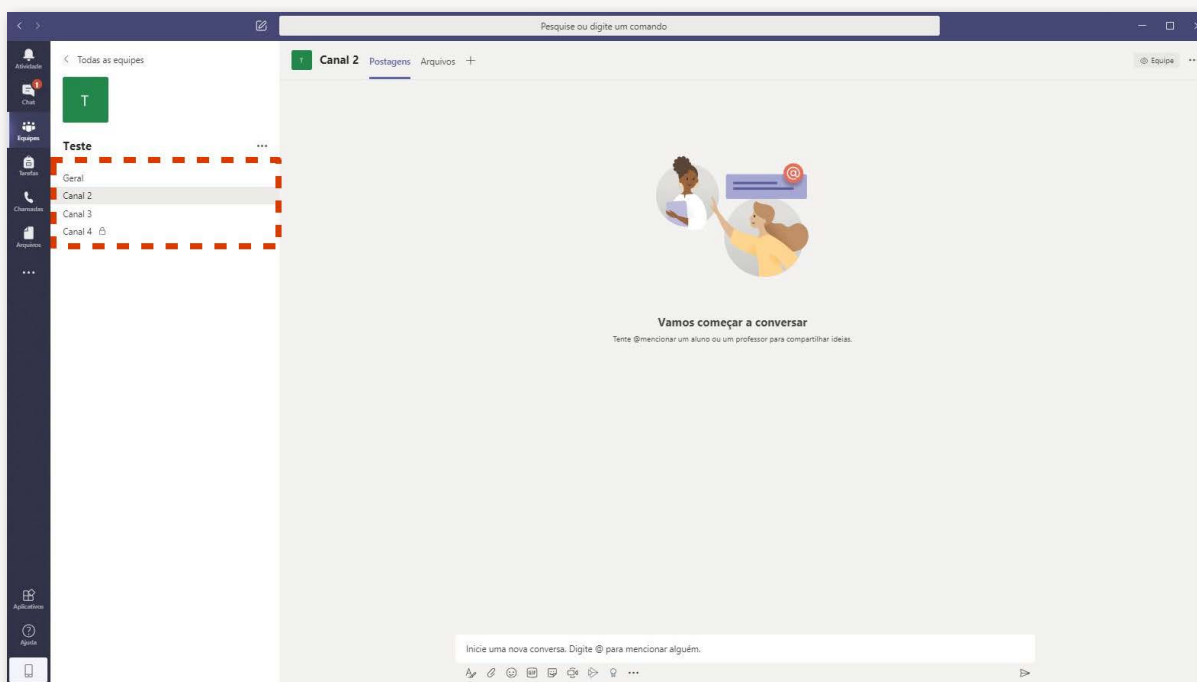 Pesquise ou digite um comando
Atividade
Chat
1
Equipes
Tarefas
Chamadas
Arquivos
Aplicativos
Ajuda
Todas as equipes
T
Teste
Geral
Canal 2
Canal 3
Canal 4
T
Canal 2 Postagens Arquivos
Equipe
@
Vamos começar a conversar
Tente @mencionar um aluno ou um professor para compartilhar ideias.
Inicie uma nova conversa. Digite @ para mencionar alguém.
GIF